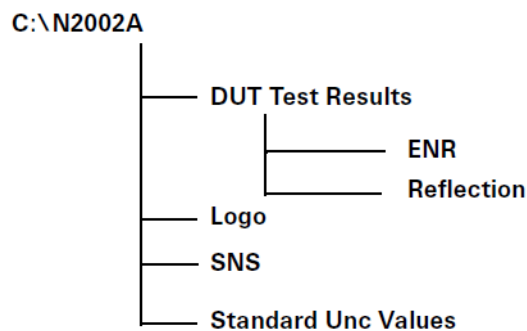 C:\N2002A
DUT Test Results
ENR
Reflection
Logo
SNS
Standard Unc Values